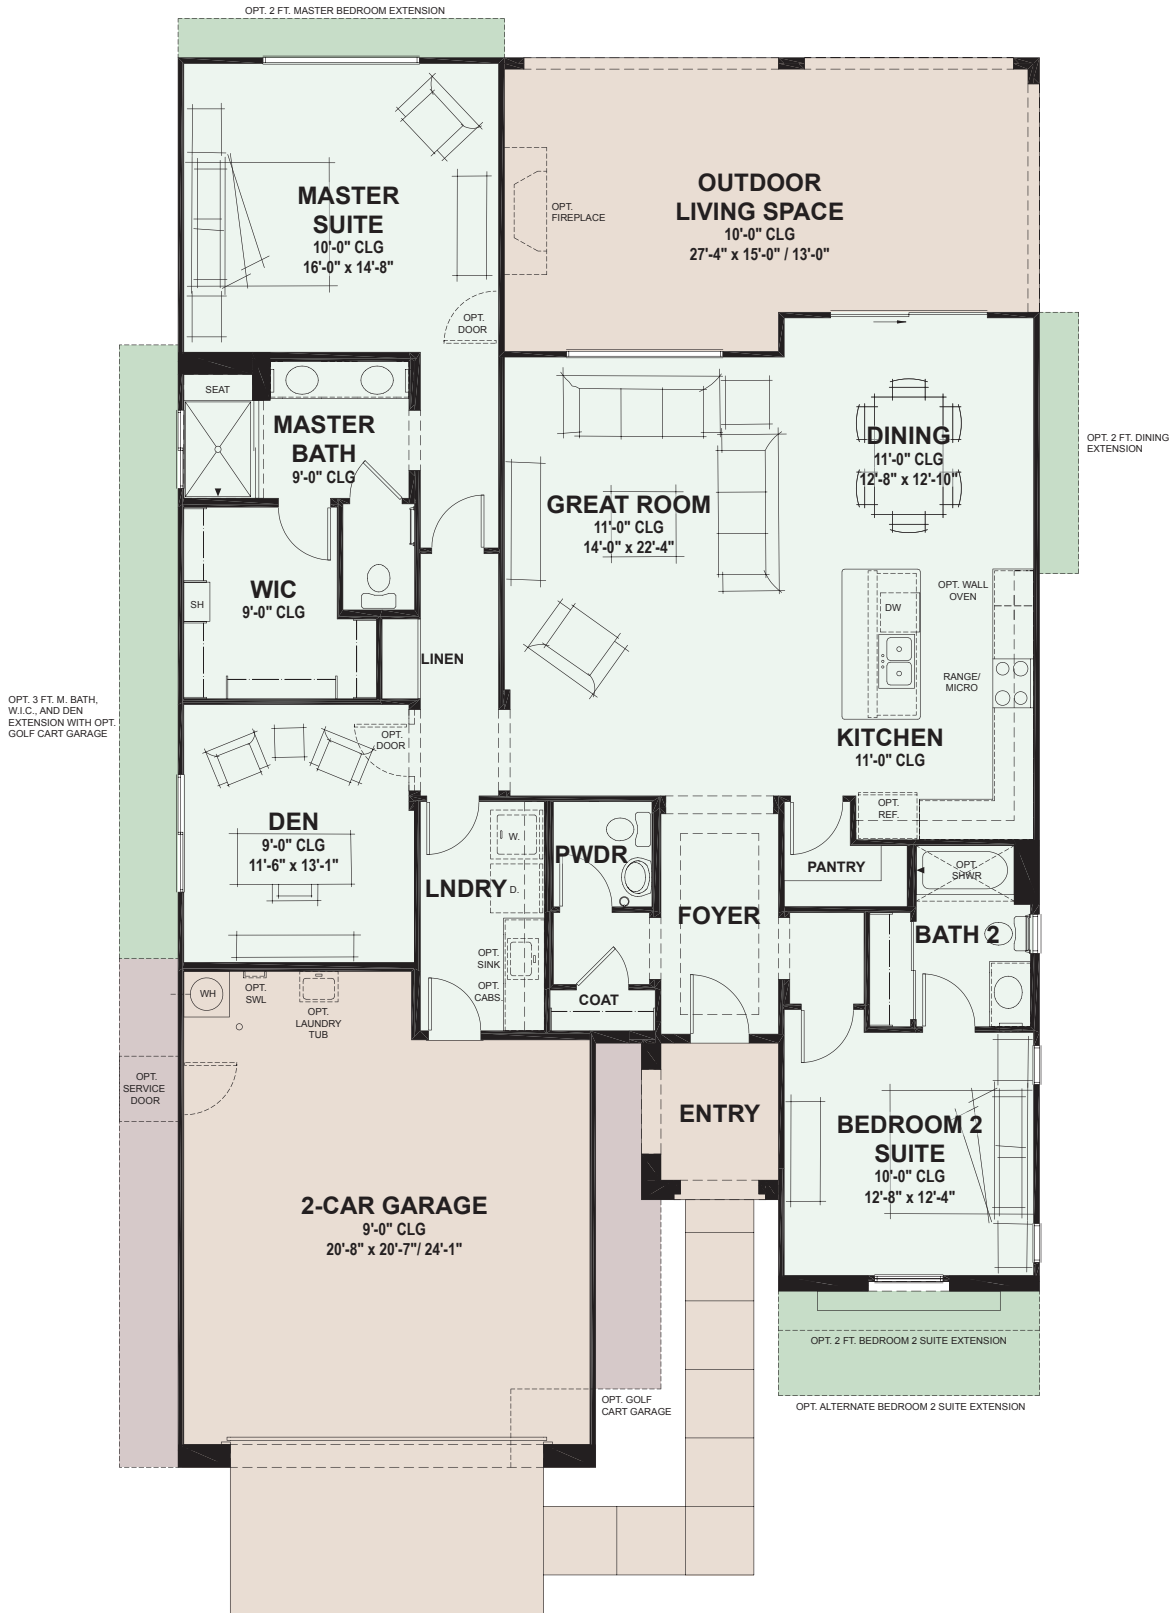 OPT. 2 FT. MASTER BEDROOM EXTENSION
MASTER
SUITE
10'-0" CLG
16'-0" x 14'-8"
OPT.
DOOR
OUTDOOR
LIVING SPACE
10'-0" CLG
27'-4" x 15'-0" / 13'-0"
OPT.
FIREPLACE
SEAT
MASTER
BATH
9'-0" CLG
DINING
11'-0" CLG
12'-8" x 12'-10"
OPT. 2 FT. DINING
EXTENSION
GREAT ROOM
11'-0" CLG
14'-0" x 22'-4"
WIC
9'-0" CLG
SH
LINEN
OPT. WALL
OVEN
DW
RANGE/
MICRO
KITCHEN
11'-0" CLG
OPT.
REF.
OPT. 3 FT. M. BATH,
W.I.C., AND DEN
EXTENSION WITH OPT.
GOLF CART GARAGE
OPT.
DOOR
DEN
9'-0" CLG
11'-6" x 13'-1"
W.
D.
LNDRY
OPT.
SINK
OPT.
CABS.
PWDR
FOYER
PANTRY
OPT.
SHWR
BATH 2
COAT
WH
OPT.
SWL
OPT.
LAUNDRY
TUB
OPT.
SERVICE
DOOR
ENTRY
BEDROOM 2
SUITE
10'-0" CLG
12'-8" x 12'-4"
2-CAR GARAGE
9'-0" CLG
20'-8" x 20'-7"/ 24'-1"
OPT. 2 FT. BEDROOM 2 SUITE EXTENSION
OPT. GOLF
CART GARAGE
OPT. ALTERNATE BEDROOM 2 SUITE EXTENSION